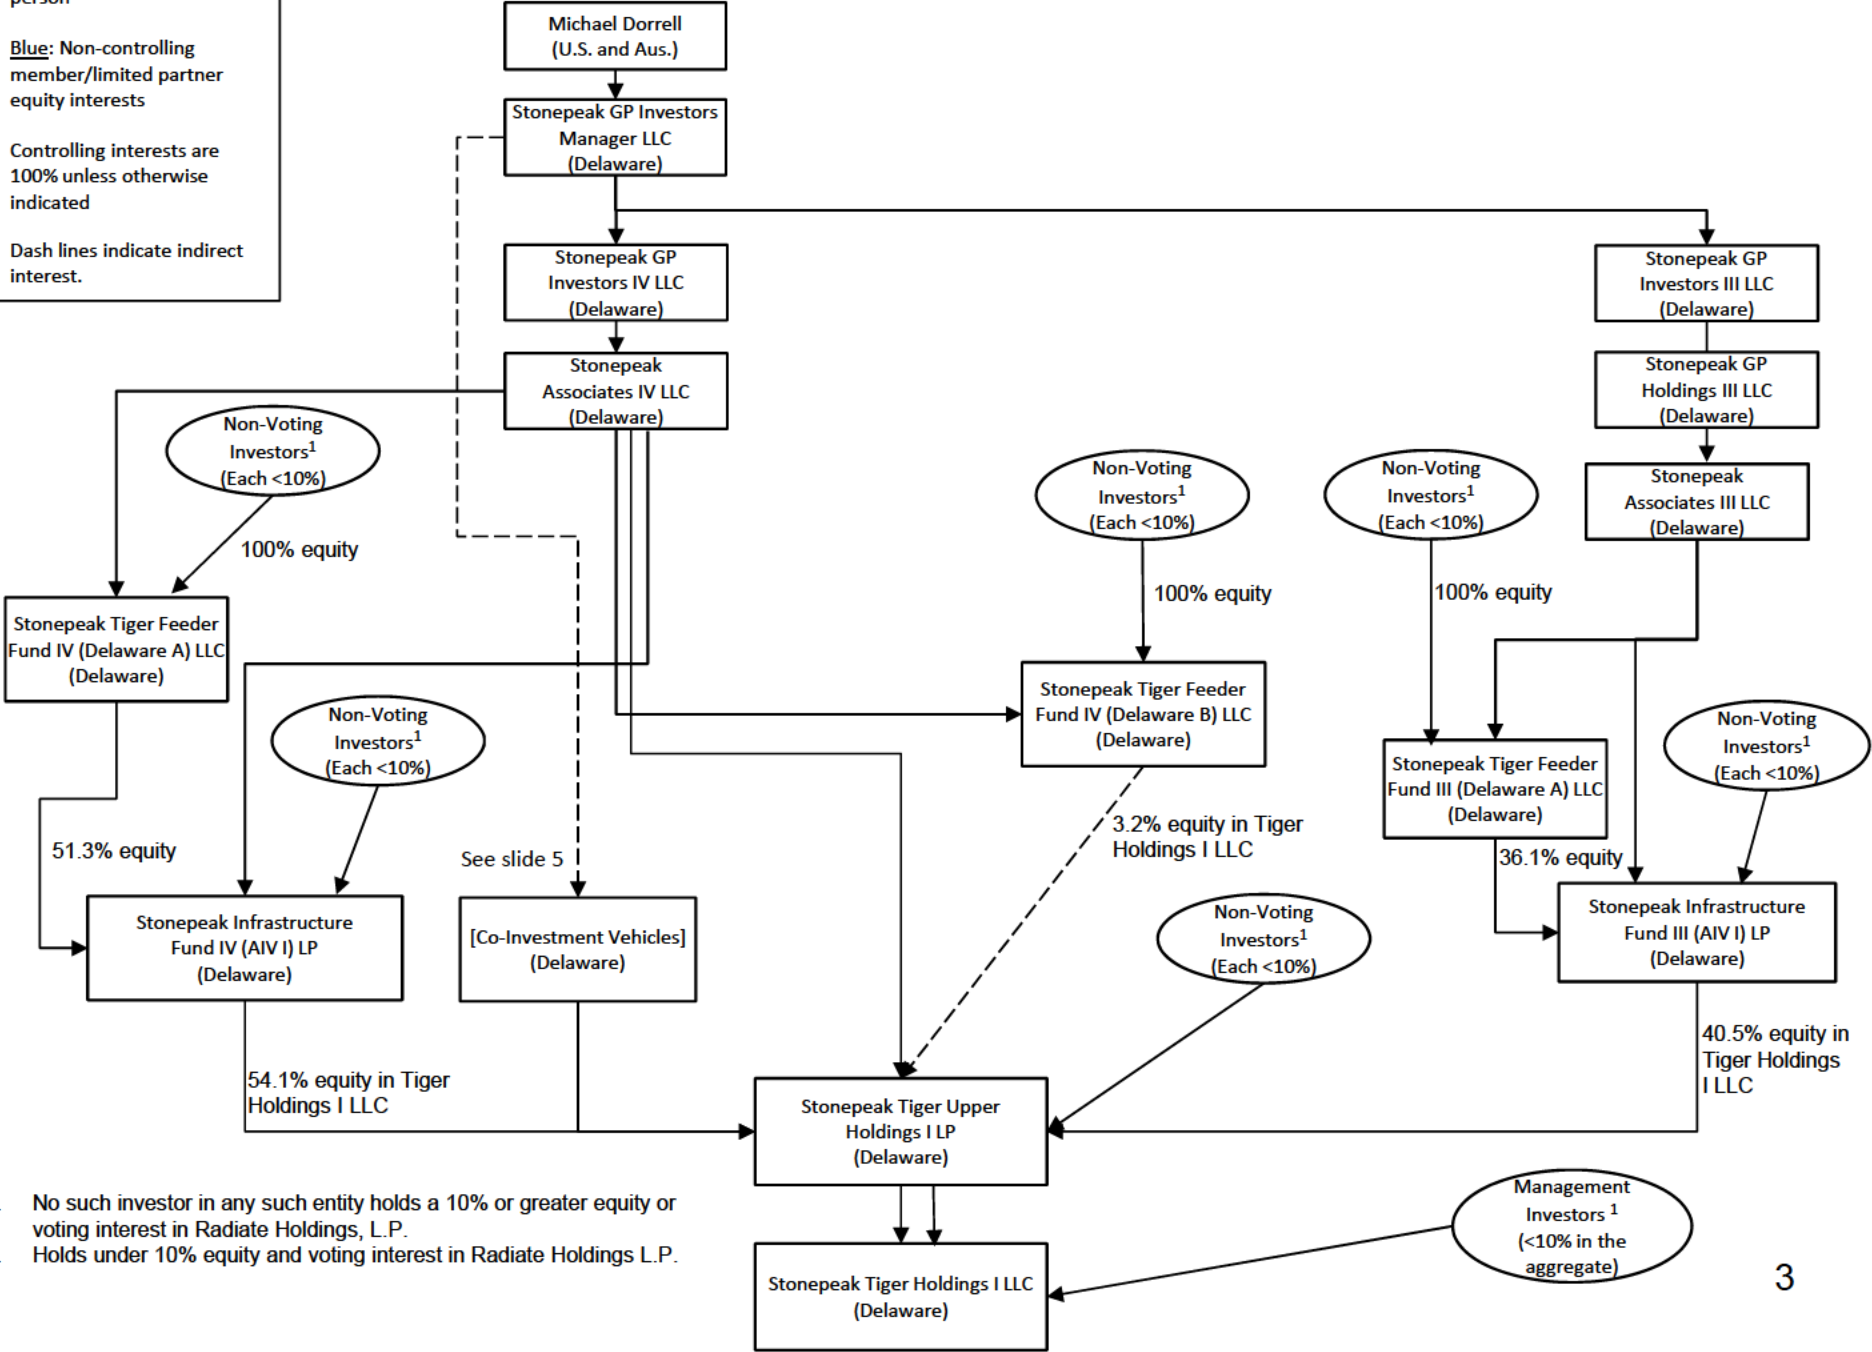 person
Blue: Non-controlling
member/limited partner
equity interests
Controlling interests are
100% unless otherwise
indicated
Dash lines indicate indirect
interest.
Michael Dorrell
(U.S. and Aus.)
Stonepeak GP Investors
Manager LLC
(Delaware)
Stonepeak GP
Investors IV LLC
(Delaware)
Stonepeak GP
Investors III LLC
(Delaware)
Stonepeak
Associates IV LLC
(Delaware)
Stonepeak GP
Holdings III LLC
(Delaware)
Non-Voting
Investors1
(Each <10%)
Non-Voting
Investors1
(Each <10%)
Non-Voting
Investors1
(Each <10%)
Stonepeak
Associates III LLC
(Delaware)
100% equity
100% equity
100% equity
Stonepeak Tiger Feeder
Fund IV (Delaware A) LLC
(Delaware)
Stonepeak Tiger Feeder
Fund IV (Delaware B) LLC
(Delaware)
Non-Voting
Investors1
(Each <10%)
Non-Voting
Investors1
(Each <10%)
Stonepeak Tiger Feeder
Fund III (Delaware A) LLC
(Delaware)
51.3% equity
See slide 5
3.2% equity in Tiger
Holdings I LLC
36.1% equity
Stonepeak Infrastructure
Fund IV (AIV I) LP
(Delaware)
[Co-Investment Vehicles]
(Delaware)
Non-Voting
Investors1
(Each <10%)
Stonepeak Infrastructure
Fund III (AIV I) LP
(Delaware)
54.1% equity in Tiger
Holdings I LLC
40.5% equity in
Tiger Holdings
I LLC
Stonepeak Tiger Upper
Holdings I LP
(Delaware)
No such investor in any such entity holds a 10% or greater equity or
voting interest in Radiate Holdings, L.P.
Holds under 10% equity and voting interest in Radiate Holdings L.P.
Management
Investors 1
(<10% in the
aggregate)
Stonepeak Tiger Holdings I LLC
(Delaware)
3